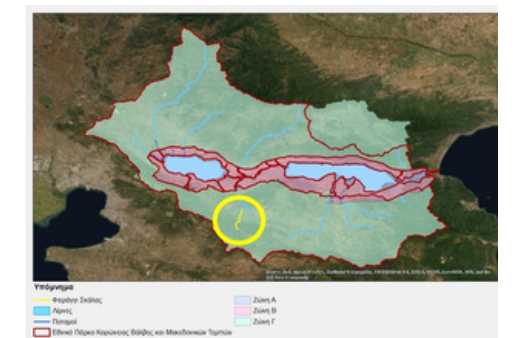 Υπόμνημα
Φαράγγι Σκάλας
Λίμνες
Ποταμοί
Εθνικό Πάρκο Κορώνειας Βόλβης και Μακεδονικών Τεμπών
Ζώνη Α
Ζώνη Β
Ζώνη Γ